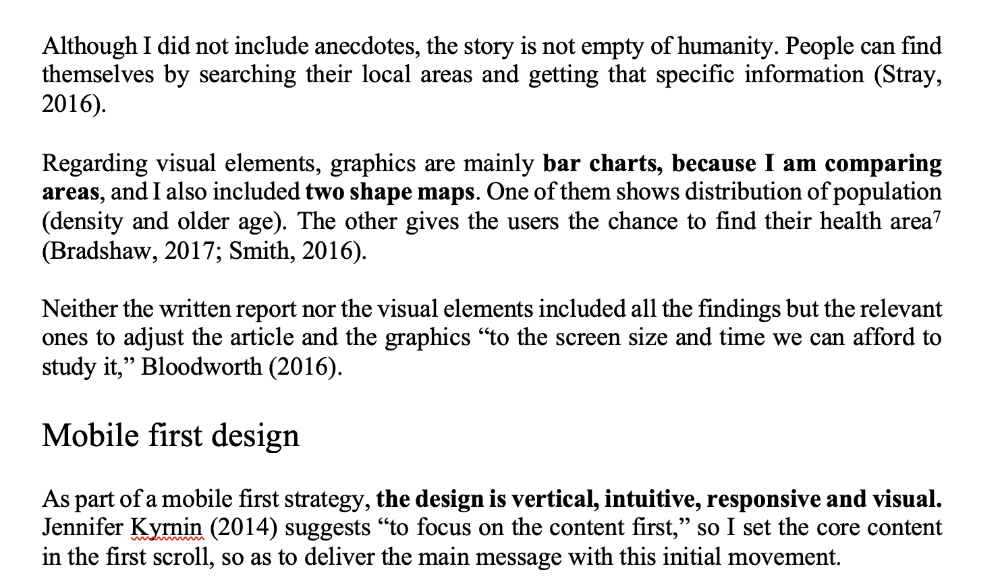 Although I did not include anecdotes, the story is not empty of humanity. People can find
themselves by searching their local areas and getting that specific information (Stray,
2016).
Regarding visual elements, graphics are mainly bar charts, because I am comparing
areas, and I also included two shape maps. One of them shows distribution of population
(density and older age). The other gives the users the chance to find their health area⁷
(Bradshaw, 2017; Smith, 2016).
Neither the written report nor the visual elements included all the findings but the relevant
ones to adjust the article and the graphics “to the screen size and time we can afford to
study it,” Bloodworth (2016).
Mobile first design
As part of a mobile first strategy, the design is vertical, intuitive, responsive and visual.
Jennifer Kyrnin (2014) suggests “to focus on the content first,” so I set the core content
in the first scroll, so as to deliver the main message with this initial movement.